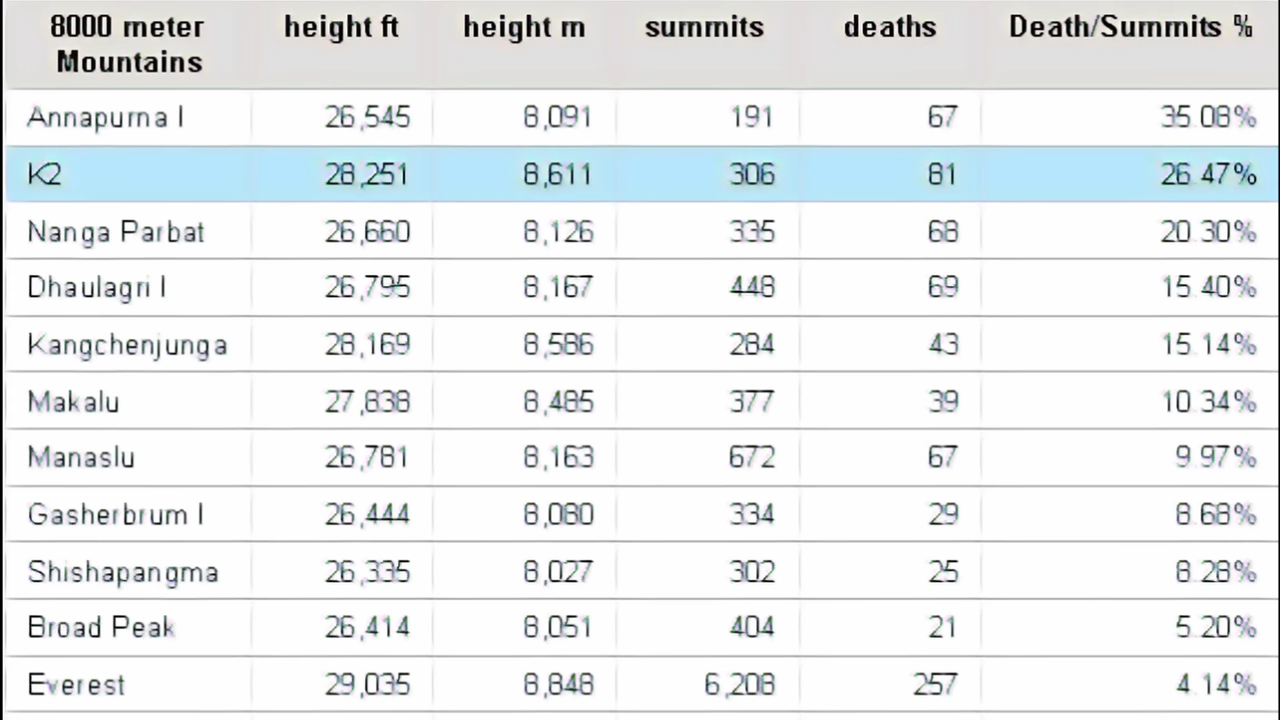 8000 meter Mountains height ft height m summits deaths Death/Summits %
Annapurna I 26,545 8,091 191 67 35.08%
K2 28,251 8,611 306 81 26.47%
Nanga Parbat 26,660 8,126 335 68 20.30%
Dhaulagri I 26,795 8,167 448 69 15.40%
Kangchenjunga 28,169 8,586 284 43 15.14%
Makalu 27,838 8,485 377 39 10.34%
Manaslu 26,781 8,163 672 67 9.97%
Gasherbrum I 26,444 8,080 334 29 8.68%
Shishapangma 26,335 8,027 302 25 8.28%
Broad Peak 26,414 8,051 404 21 5.20%
Everest 29,035 8,848 6,208 257 4.14%